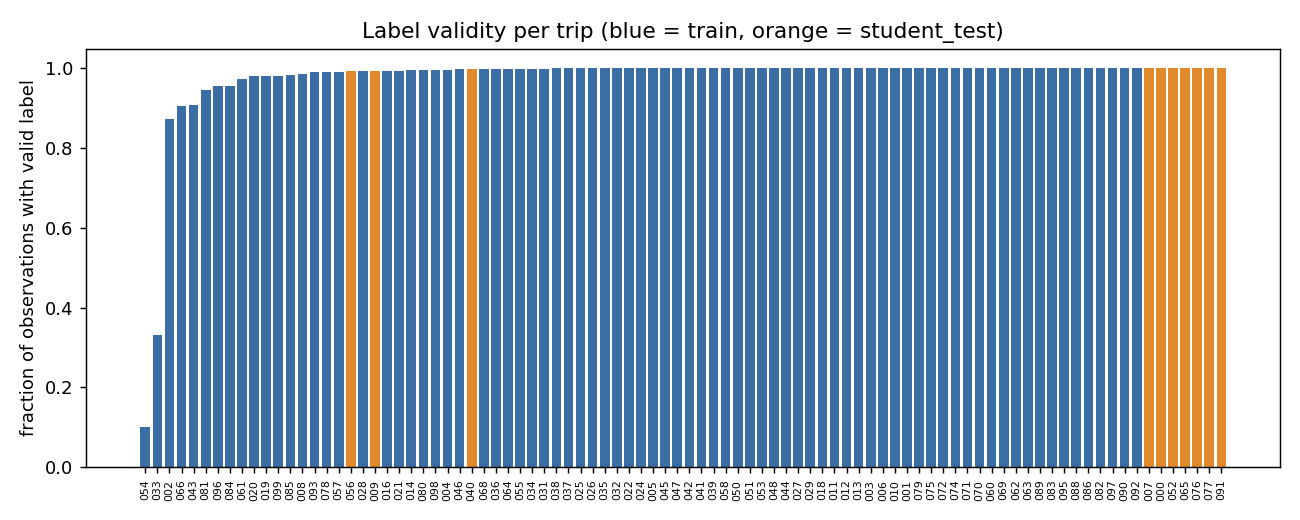 Label validity per trip (blue = train, orange = student_test)
fraction of observations with valid label
1.0
0.8
0.6
0.4
0.2
0.0
054 033 002 066 043 081 096 084 061 020 019 099 085 008 093 078 057 056 028 009 016 021 014 080 098 004 046 040 068 036 064 055 034 031 038 037 025 026 035 032 022 024 005 045 047 042 041 039 058 050 051 053 048 044 027 029 018 011 012 013 003 006 010 001 079 075 072 074 071 070 060 069 062 063 089 083 095 088 086 082 097 090 092 007 000 052 065 076 077 091